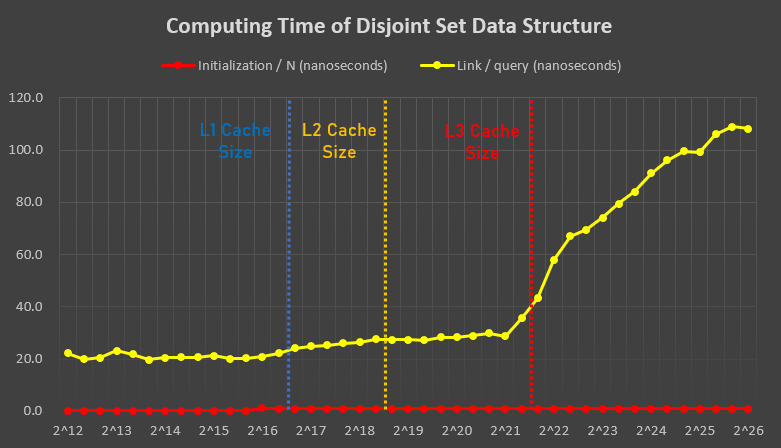 Computing Time of Disjoint Set Data Structure
Initialization / N (nanoseconds) Link / query (nanoseconds)
120.0
L1 Cache
Size
L2 Cache
Size
L3 Cache
Size
100.0
80.0
60.0
40.0
20.0
0.0
2^12 2^13 2^14 2^15 2^16 2^17 2^18 2^19 2^20 2^21 2^22 2^23 2^24 2^25 2^26